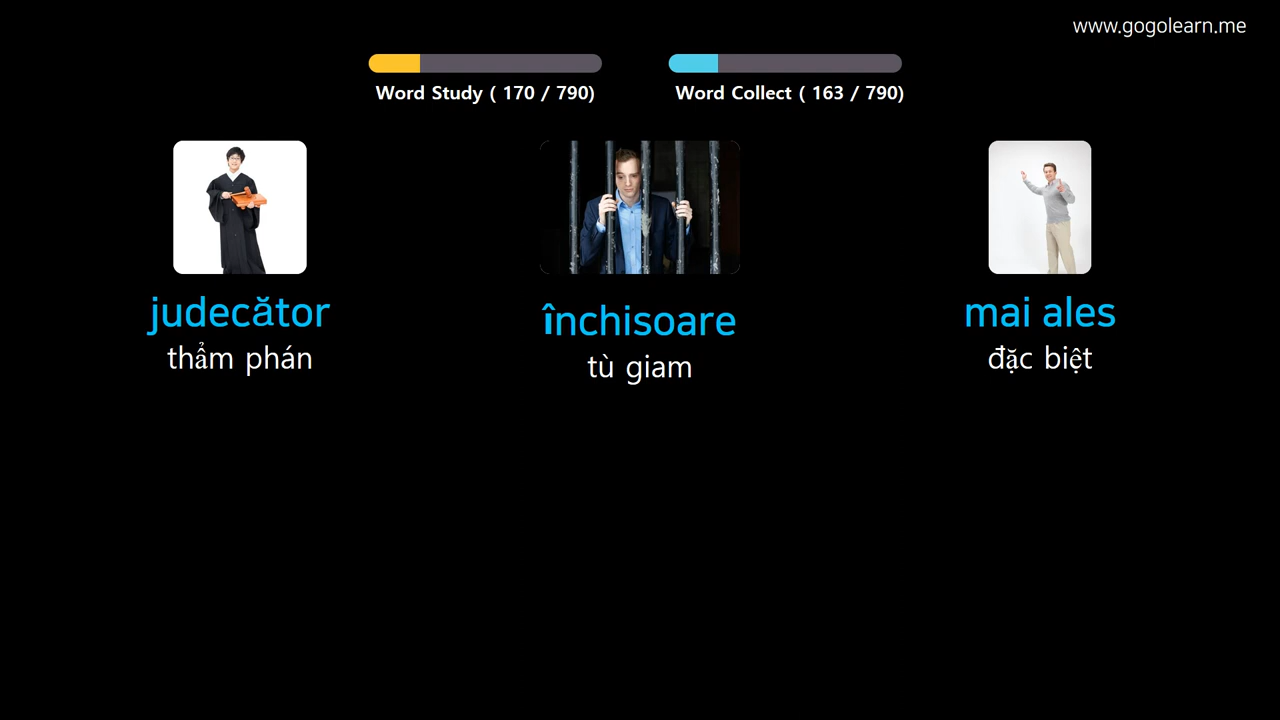 www.gogolearn.me
Word Study ( 170 / 790)
Word Collect ( 163 / 790)
judecător
thẩm phán
închisoare
tù giam
mai ales
đặc biệt